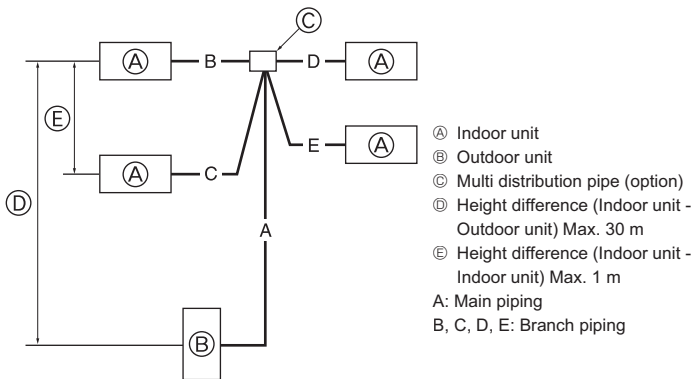 Ⓒ
Ⓐ B D Ⓐ
Ⓔ
E Ⓐ
Ⓐ C
Ⓓ
A
Ⓑ
Ⓐ Indoor unit
Ⓑ Outdoor unit
Ⓒ Multi distribution pipe (option)
Ⓓ Height difference (Indoor unit -
Outdoor unit) Max. 30 m
Ⓔ Height difference (Indoor unit -
Indoor unit) Max. 1 m
A: Main piping
B, C, D, E: Branch piping